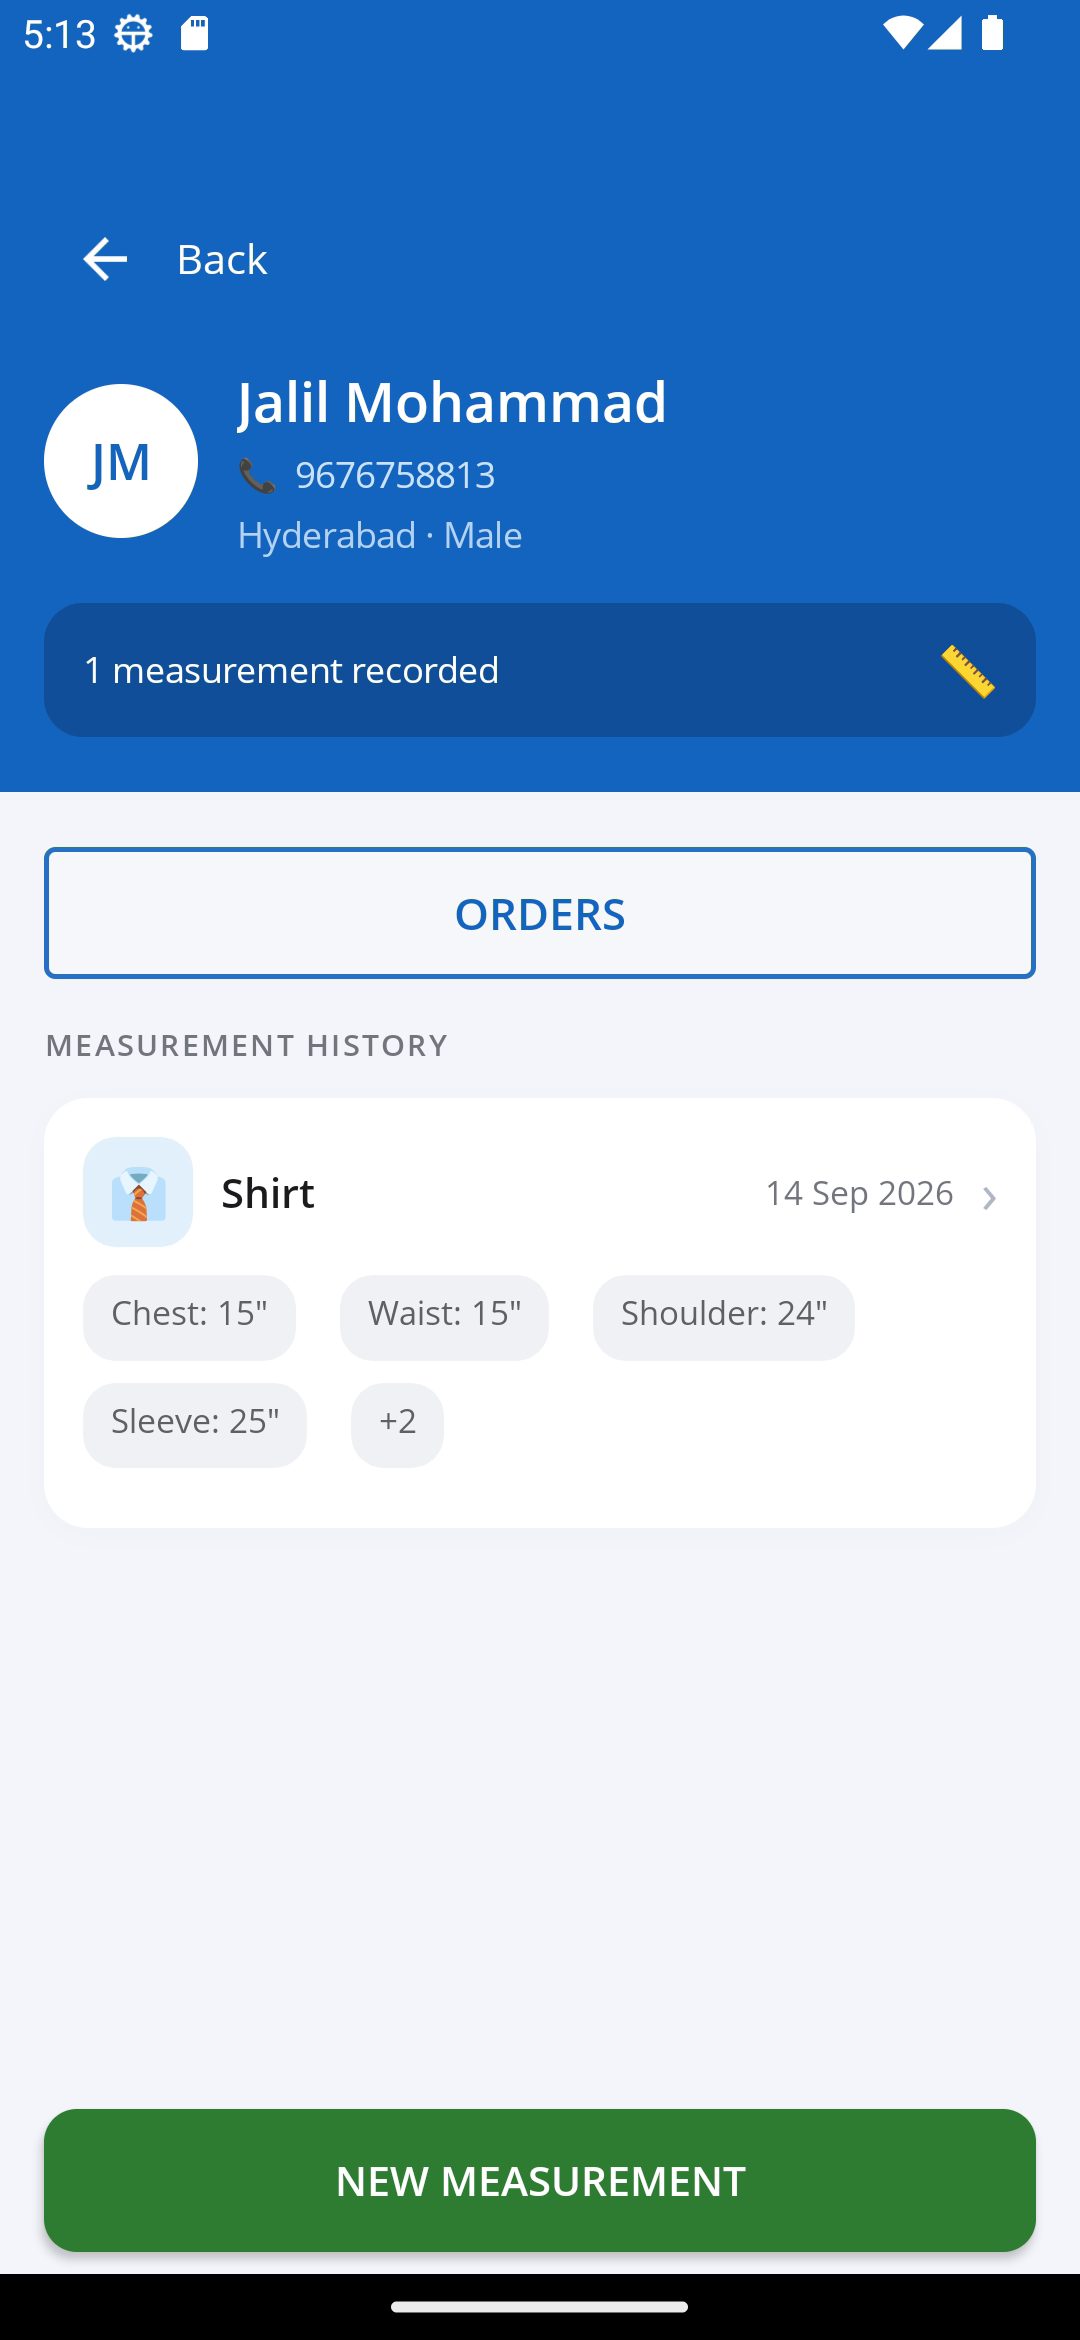 5:13
Back
JM
Jalil Mohammad
9676758813
Hyderabad · Male
1 measurement recorded
ORDERS
MEASUREMENT HISTORY
Shirt
14 Sep 2026
Chest: 15" Waist: 15" Shoulder: 24"
Sleeve: 25" +2
NEW MEASUREMENT